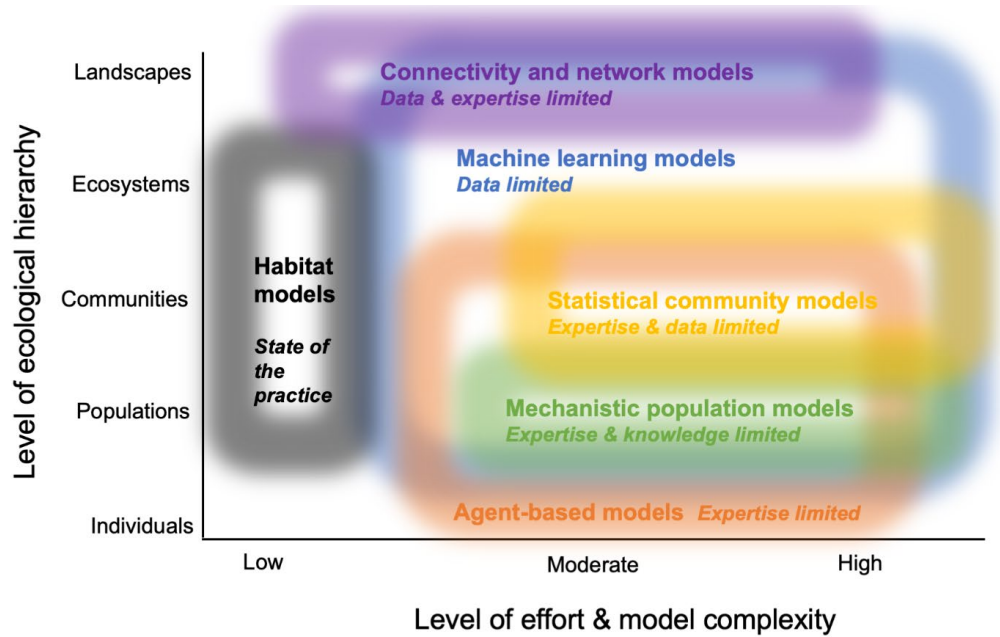 Level of ecological hierarchy
Landscapes
Ecosystems
Communities
Populations
Individuals
Connectivity and network models
Data & expertise limited
Machine learning models
Data limited
Habitat
models
State of
the
practice
Statistical community models
Expertise & data limited
Mechanistic population models
Expertise & knowledge limited
Agent-based models Expertise limited
Low
Moderate
High
Level of effort & model complexity